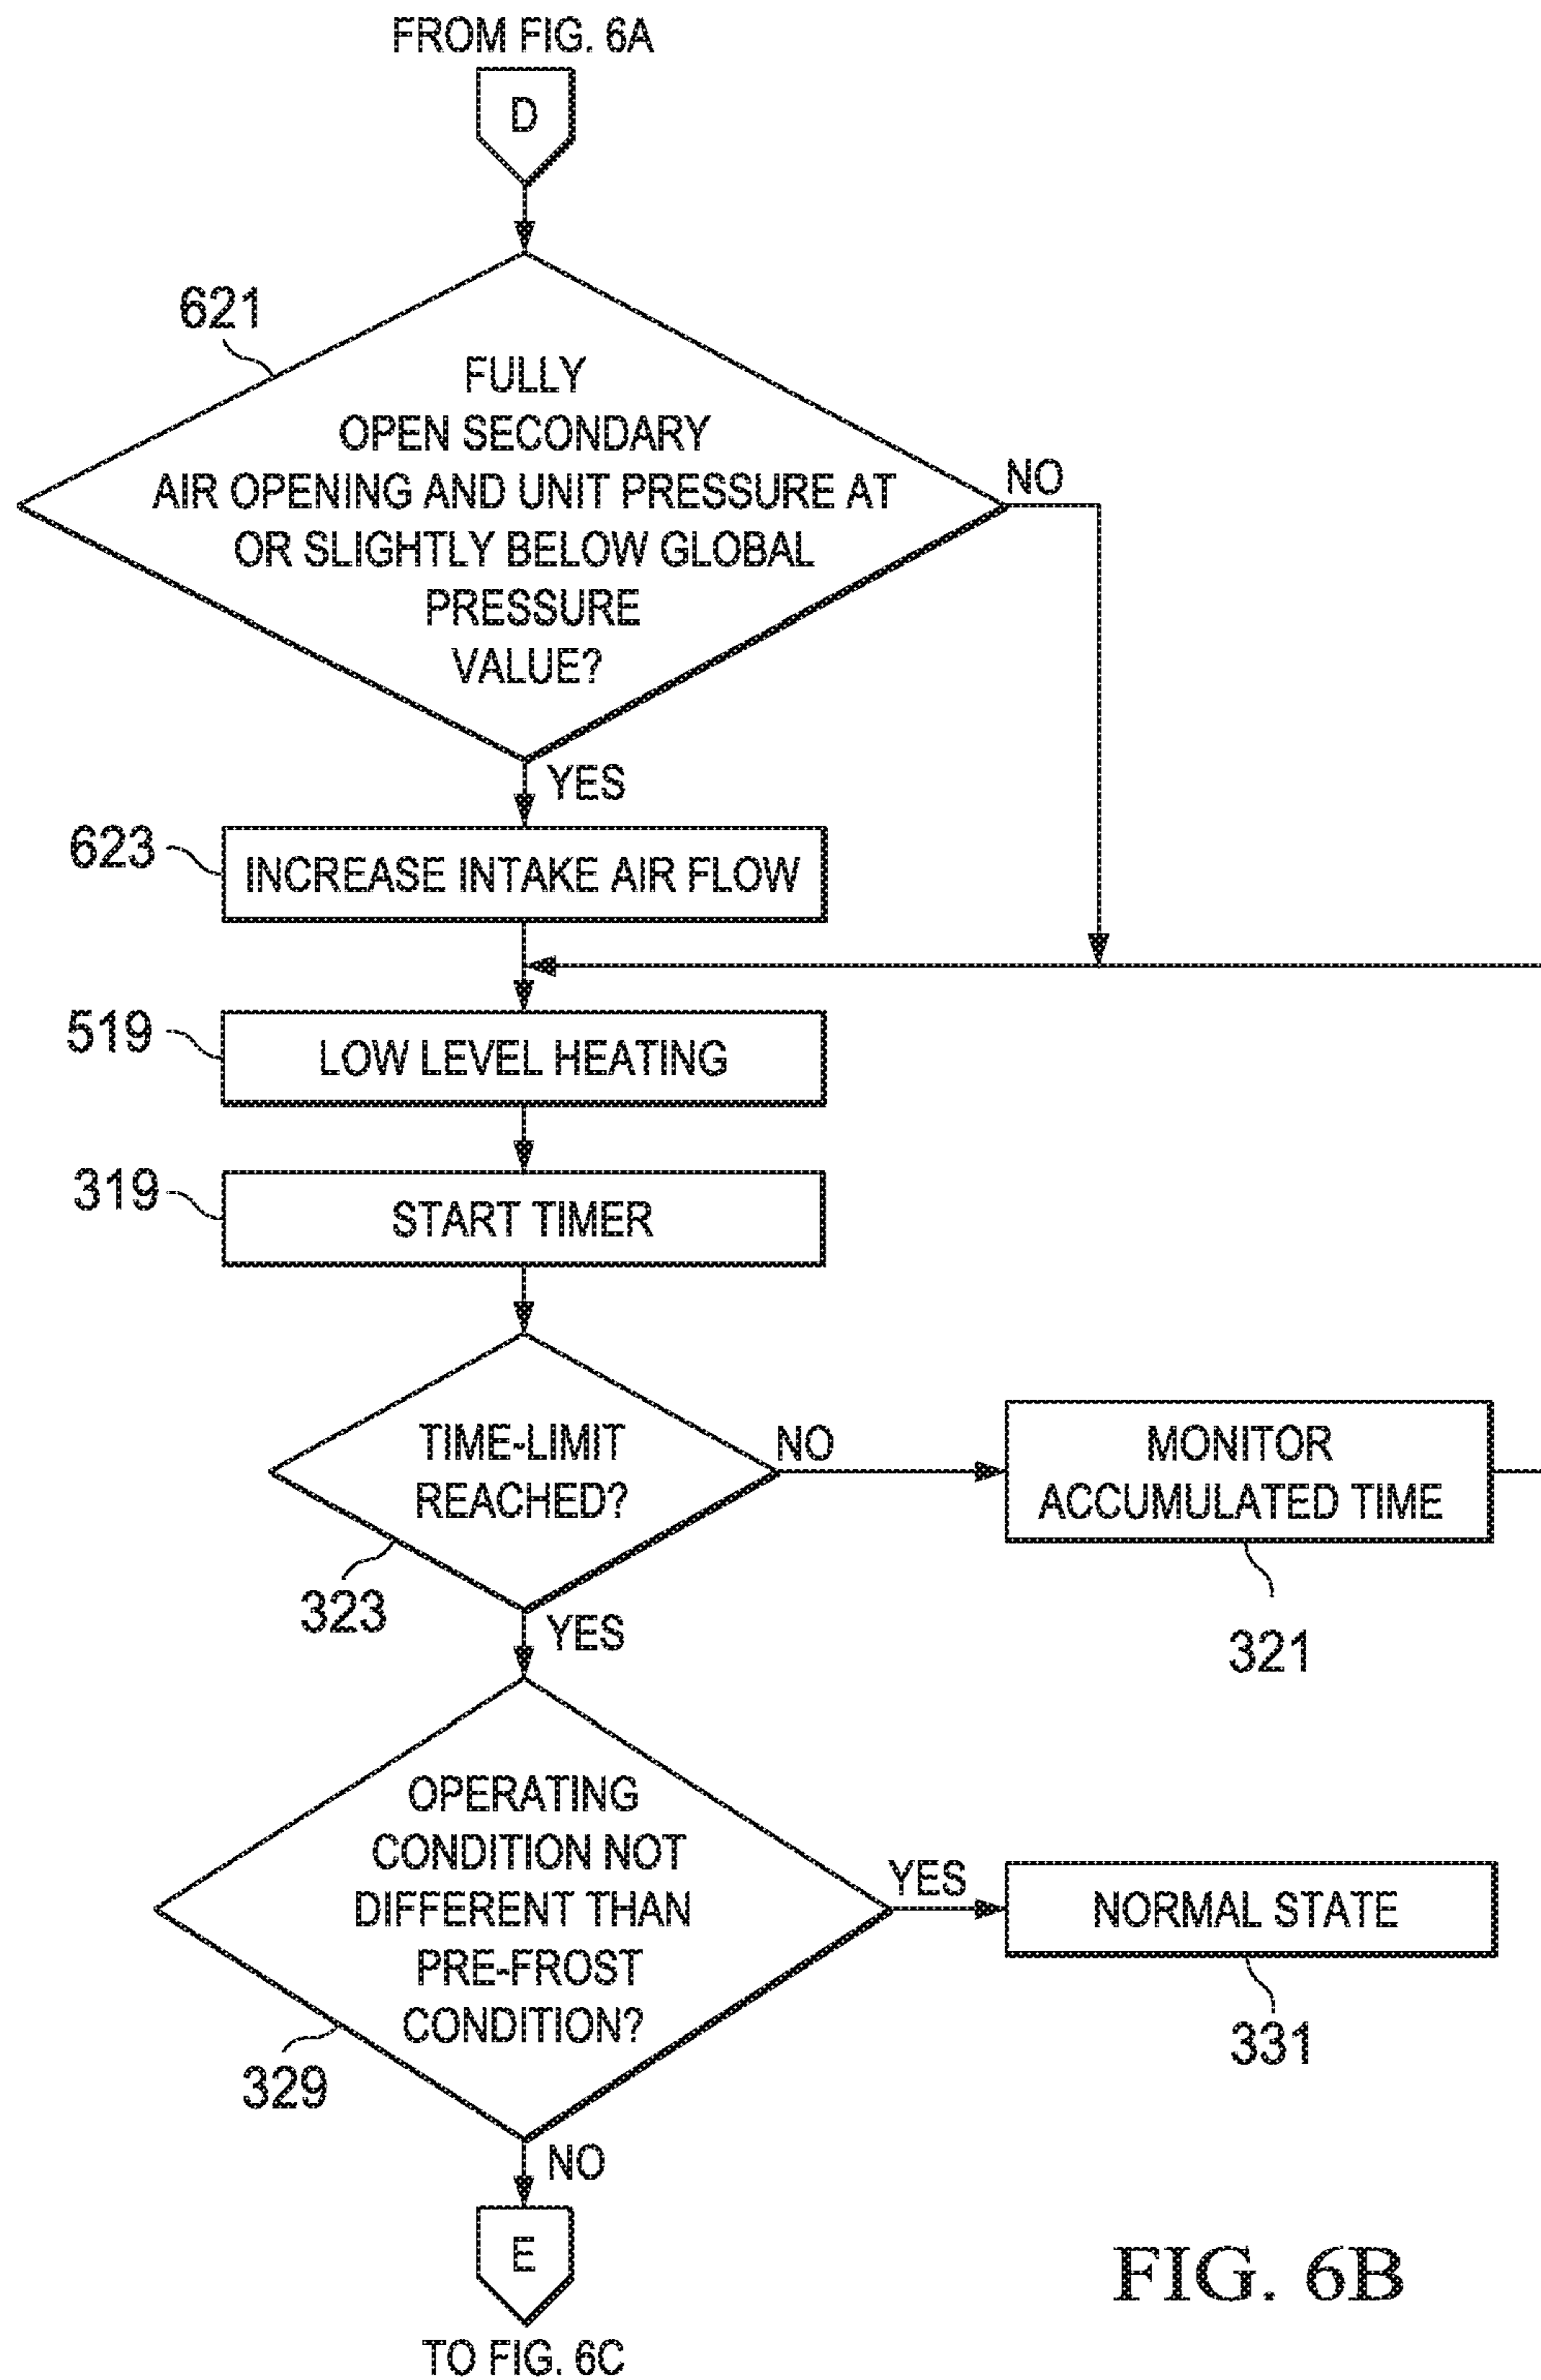 FROM FIG. 6A
D
621
FULLY
OPEN SECONDARY
AIR OPENING AND UNIT PRESSURE AT
OR SLIGHTLY BELOW GLOBAL
PRESSURE
VALUE?
NO
YES
623
INCREASE INTAKE AIR FLOW
519
LOW LEVEL HEATING
319
START TIMER
TIME-LIMIT
REACHED?
NO
323
YES
MONITOR
ACCUMULATED TIME
321
OPERATING
CONDITION NOT
DIFFERENT THAN
PRE-FROST
CONDITION?
YES
329
NORMAL STATE
331
NO
E
TO FIG. 6C
FIG. 6B